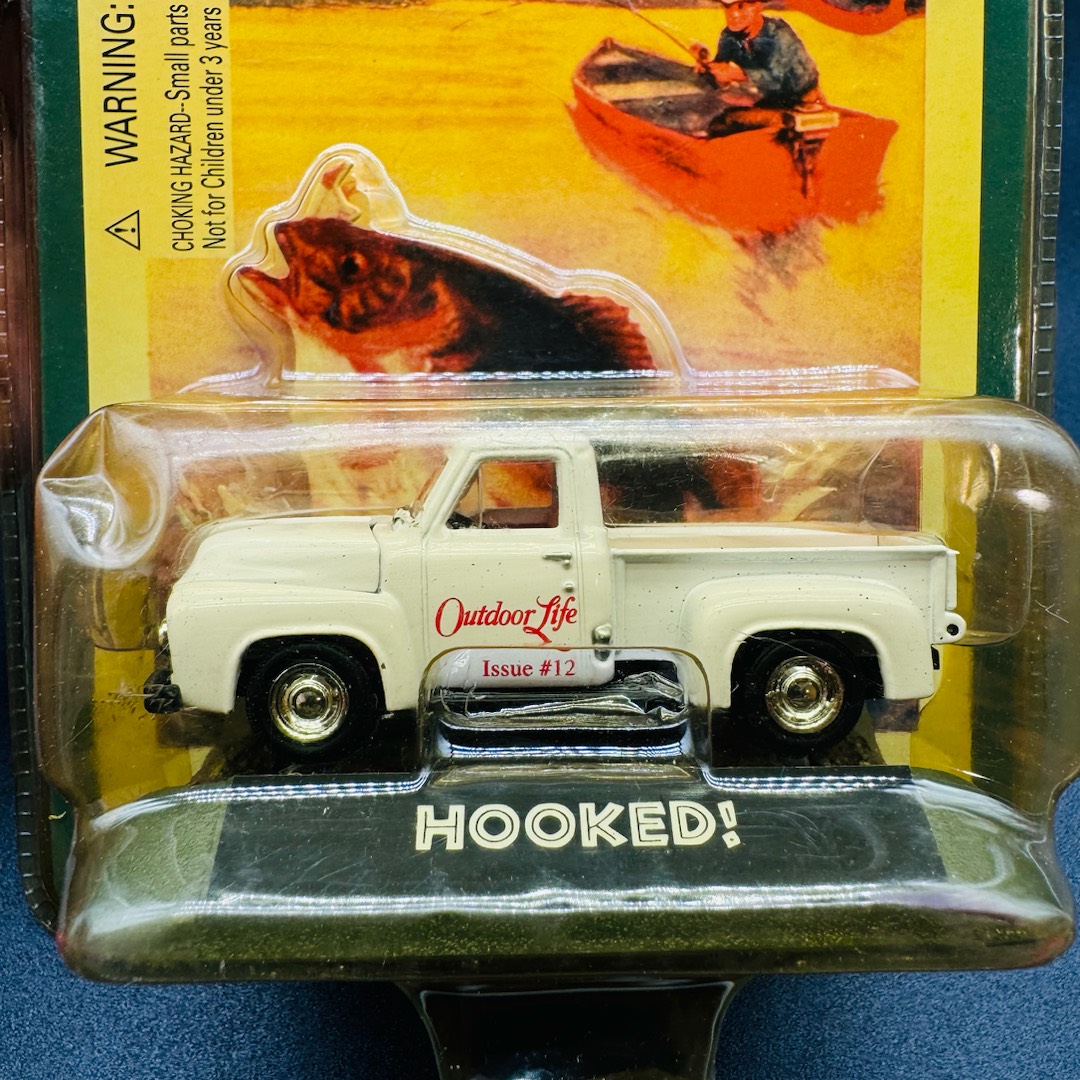 WARNING:
CHOKING HAZARD--Small parts
Not for Children under 3 years
Outdoor Life
Issue #12
HOOKED!